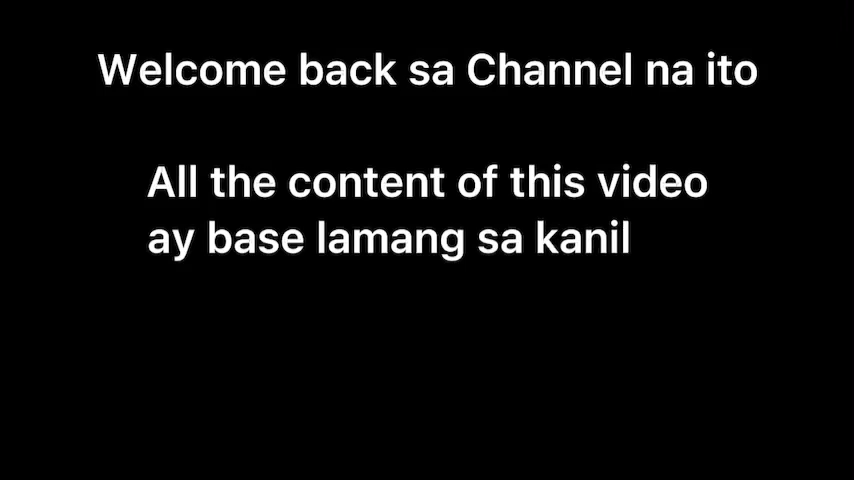 Welcome back sa Channel na ito
All the content of this video
ay base lamang sa kanil